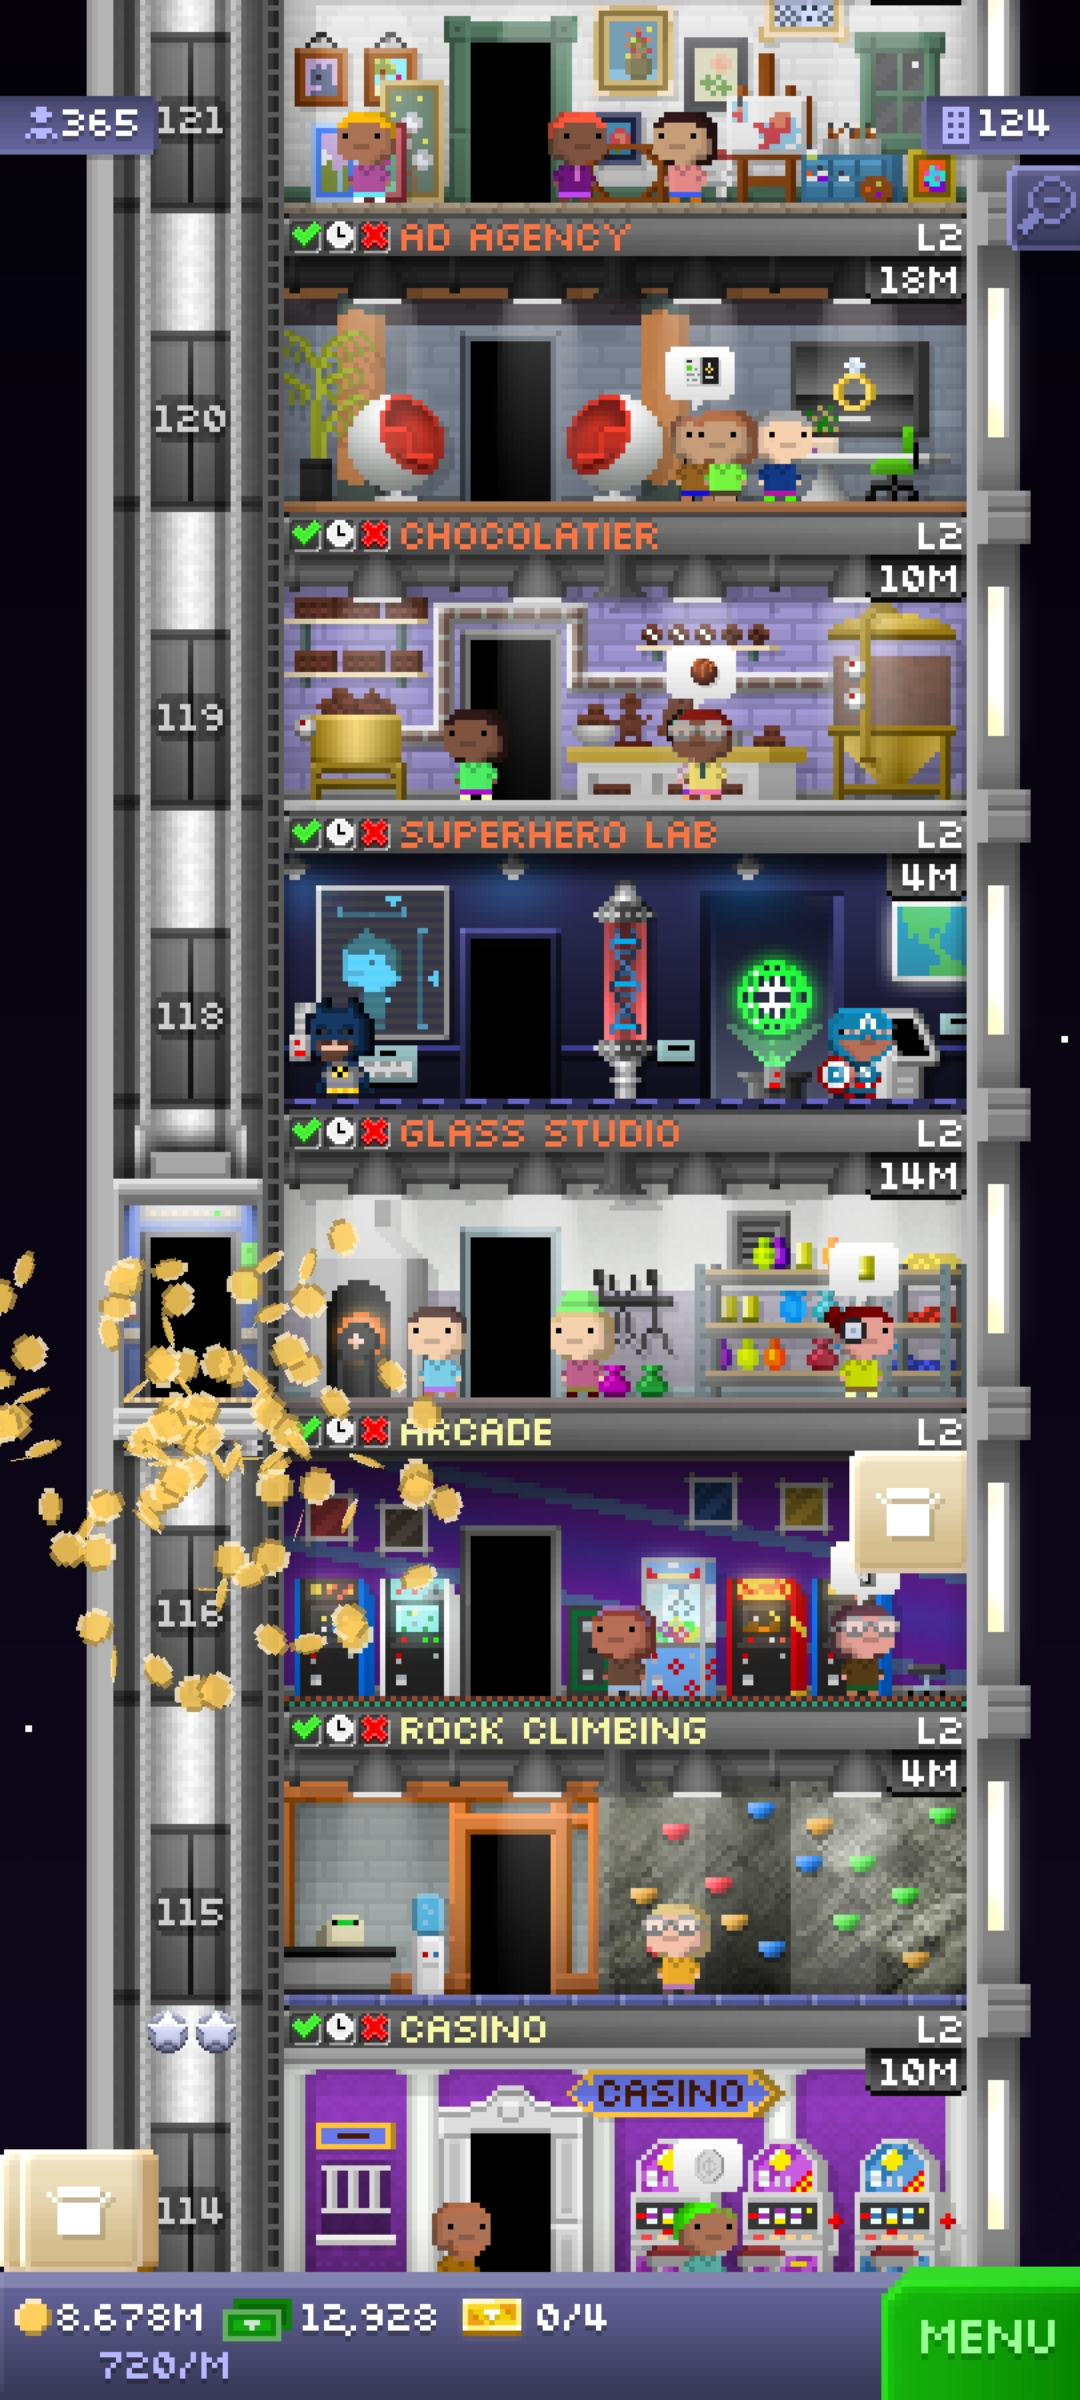 121
365
124
AD AGENCY
L2
18M
120
CHOCOLATIER
L2
10M
119
SUPERHERO LAB
L2
4M
118
GLASS STUDIO
L2
14M
ARCADE
L2
116
ROCK CLIMBING
L2
4M
115
CASINO
L2
10M
CASINO
114
8.678M
12,928
0/4
720/M
MENU